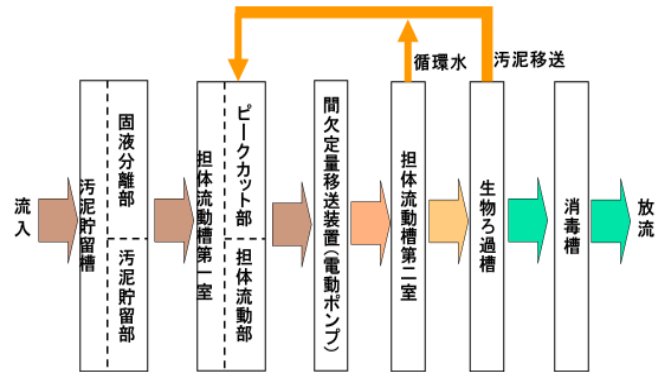 循環水
汚泥移送
流入
汚泥貯留槽
固液分離部
汚泥貯留部
担体流動槽第一室
ピークカット部
担体流動部
間欠定量移送装置(電動ポンプ)
担体流動槽第二室
生物ろ過槽
消毒槽
放流